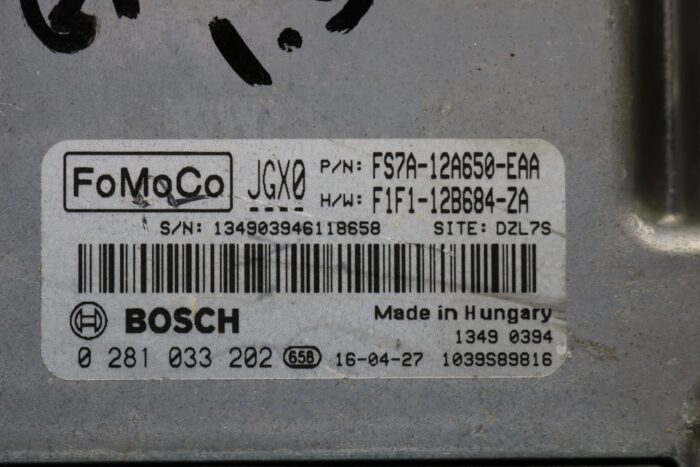 FoMoCo JGX0 P/N: FS7A-12A650-EAA
H/W: F1F1-12B684-ZA
S/N: 134903946118658 SITE: DZL7S
BOSCH Made in Hungary
1349 0394
0 281 033 202 658 16-04-27 1039S89816